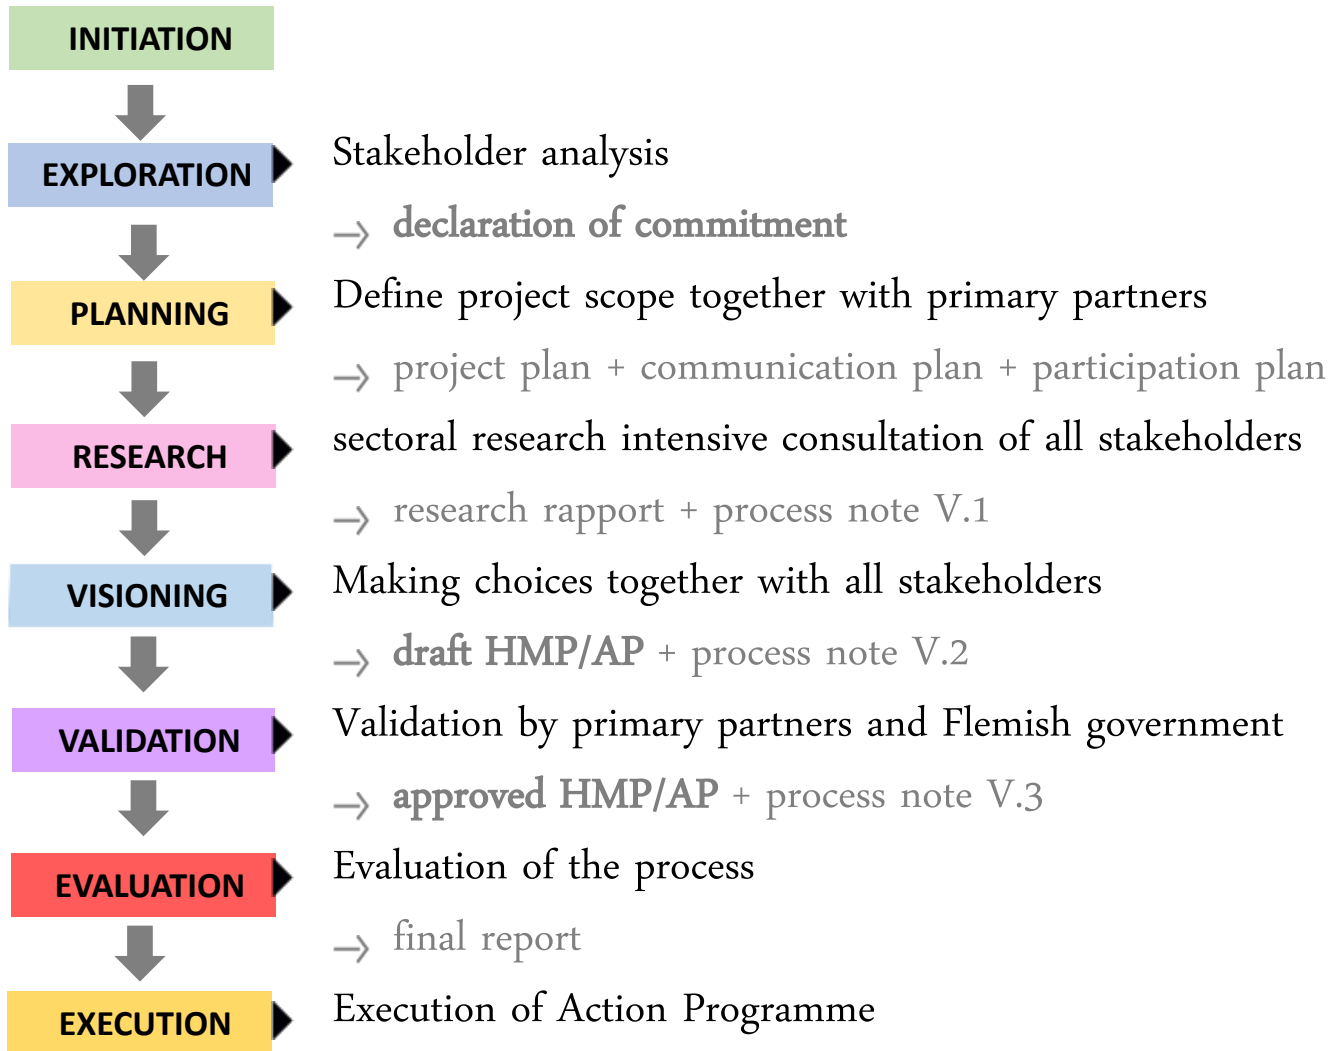 INITIATION
EXPLORATION
Stakeholder analysis
→ declaration of commitment
PLANNING
Define project scope together with primary partners
→ project plan + communication plan + participation plan
RESEARCH
sectoral research intensive consultation of all stakeholders
→ research rapport + process note V.1
VISIONING
Making choices together with all stakeholders
→ draft HMP/AP + process note V.2
VALIDATION
Validation by primary partners and Flemish government
→ approved HMP/AP + process note V.3
EVALUATION
Evaluation of the process
→ final report
EXECUTION
Execution of Action Programme